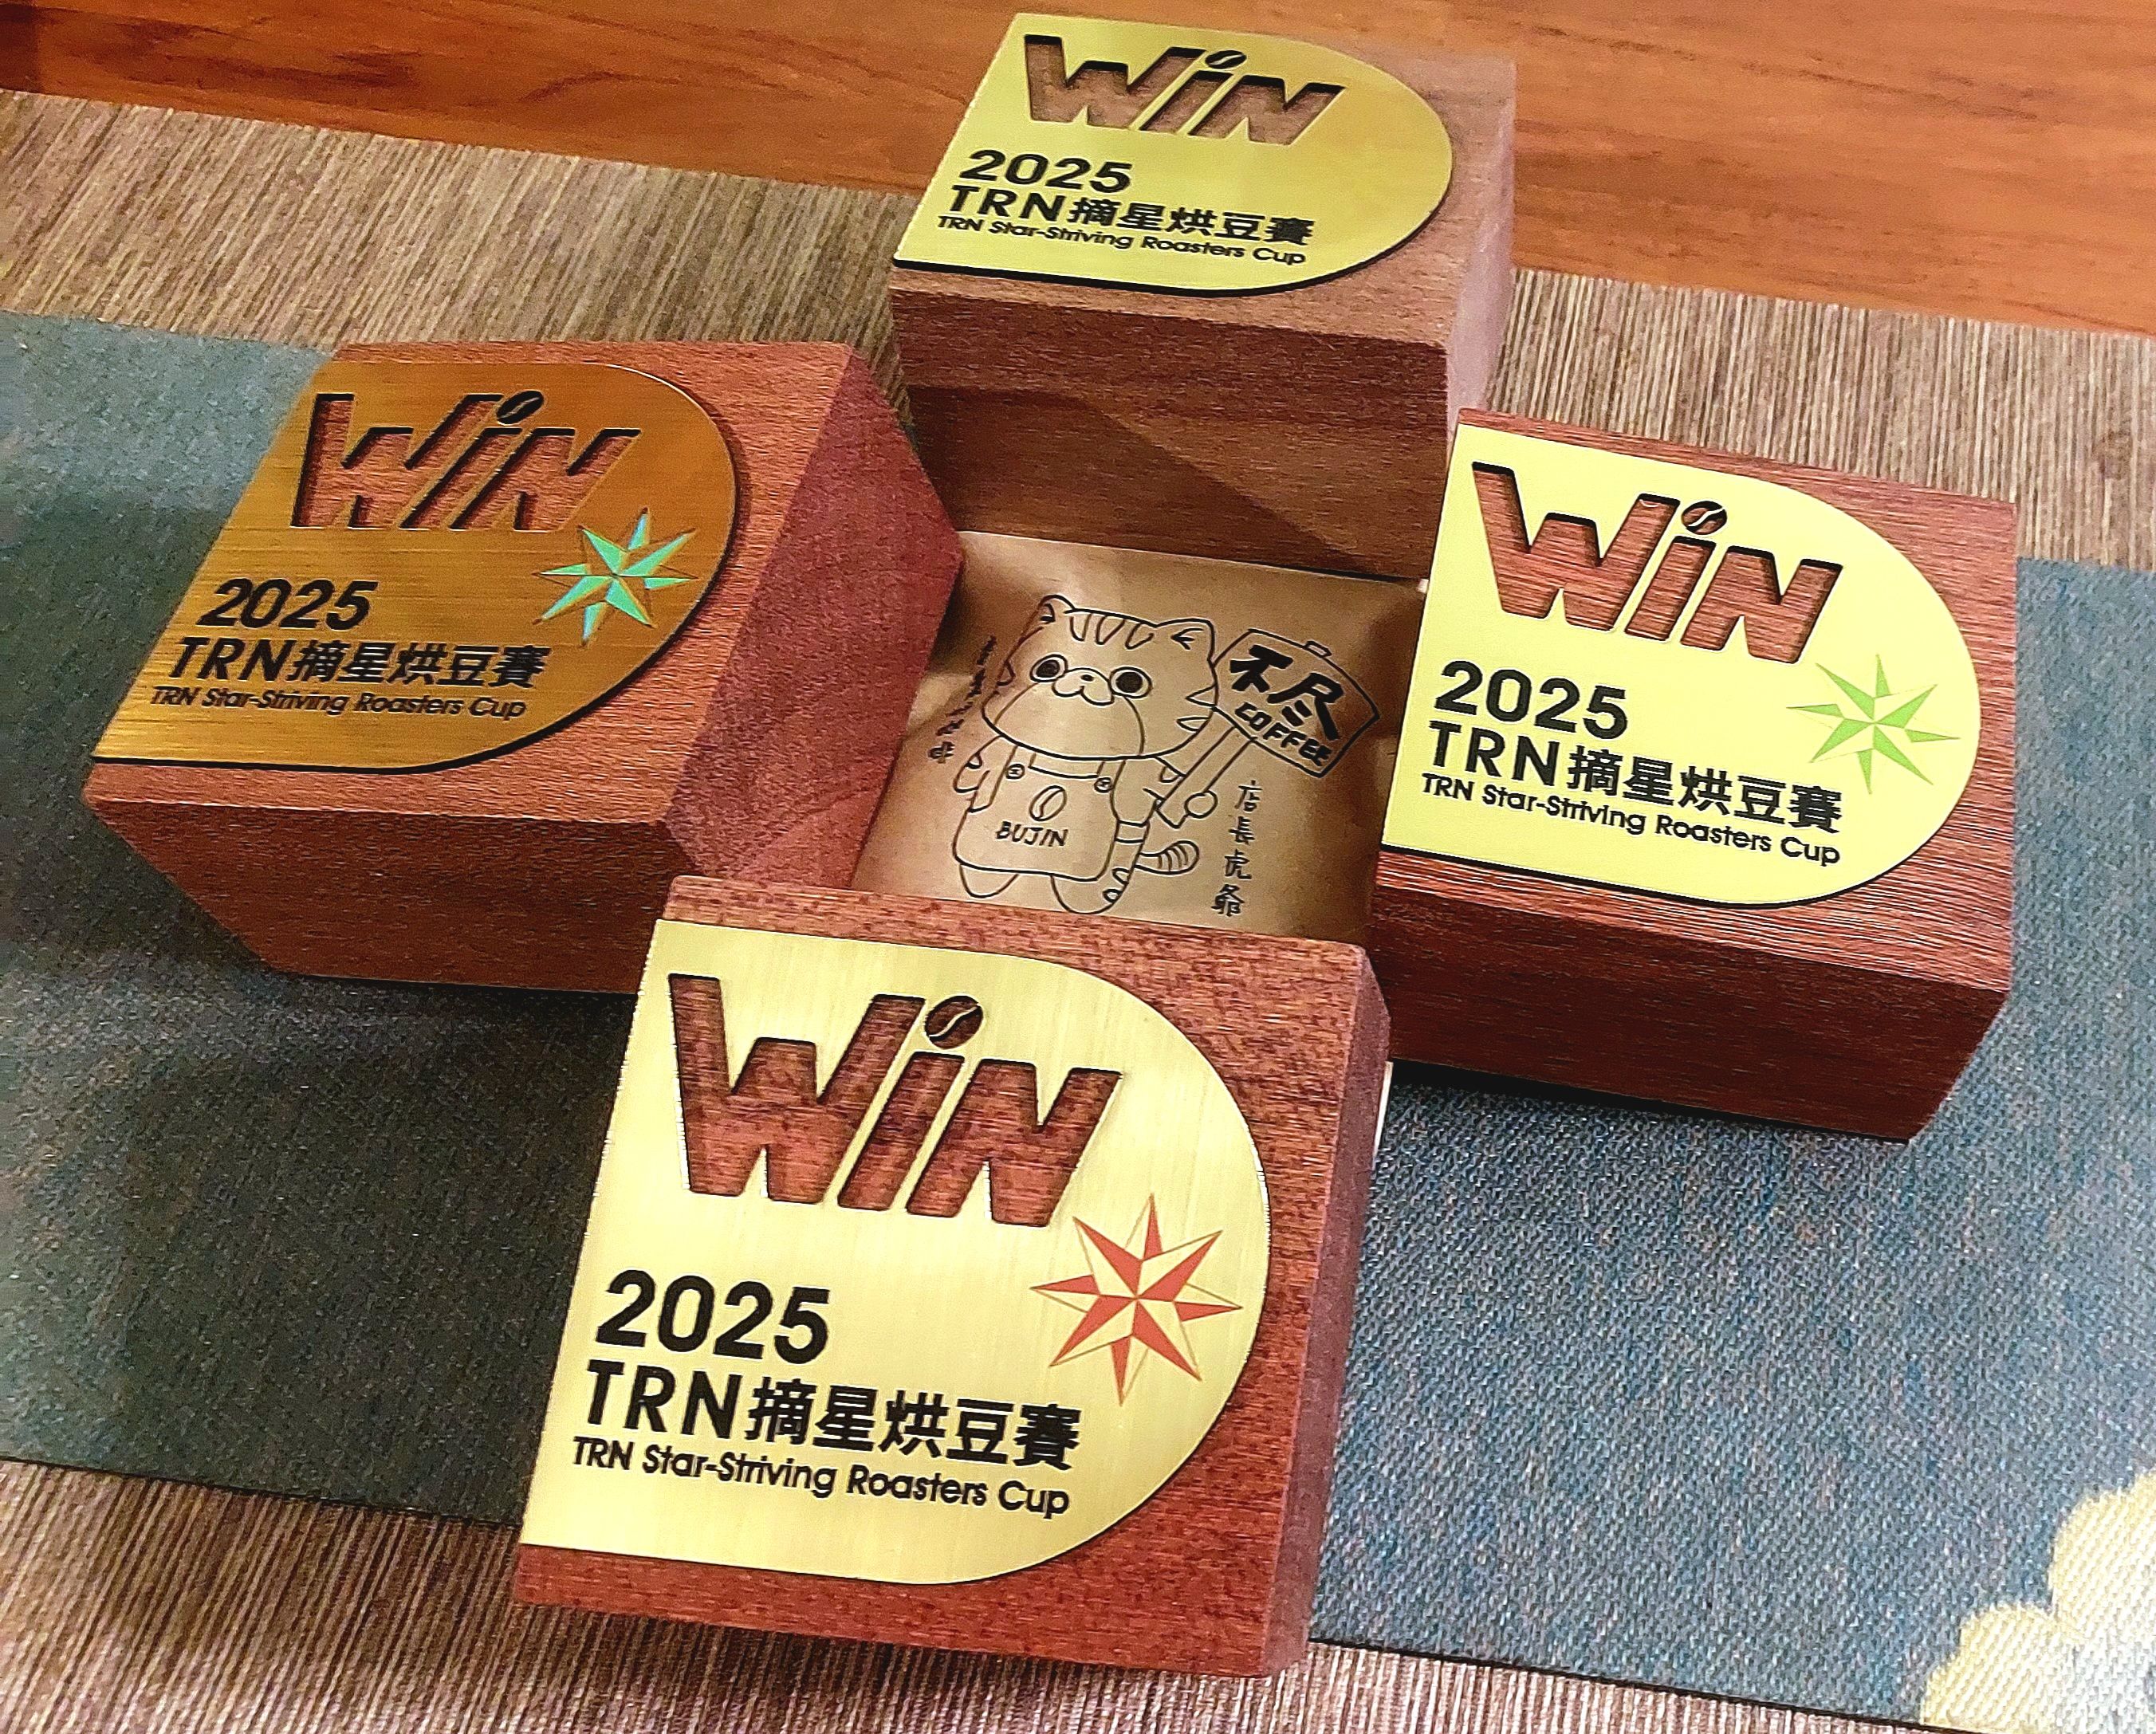 WiN
2025
TRN摘星烘豆賽
TRN Star-Striving Roasters Cup
WiN
2025
TRN摘星烘豆賽
TRN Star-Striving Roasters Cup
WiN
2025
TRN摘星烘豆賽
TRN Star-Striving Roasters Cup
不尽
COFFEE
BUJIN
店長虎爺
WiN
2025
TRN摘星烘豆賽
TRN Star-Striving Roasters Cup